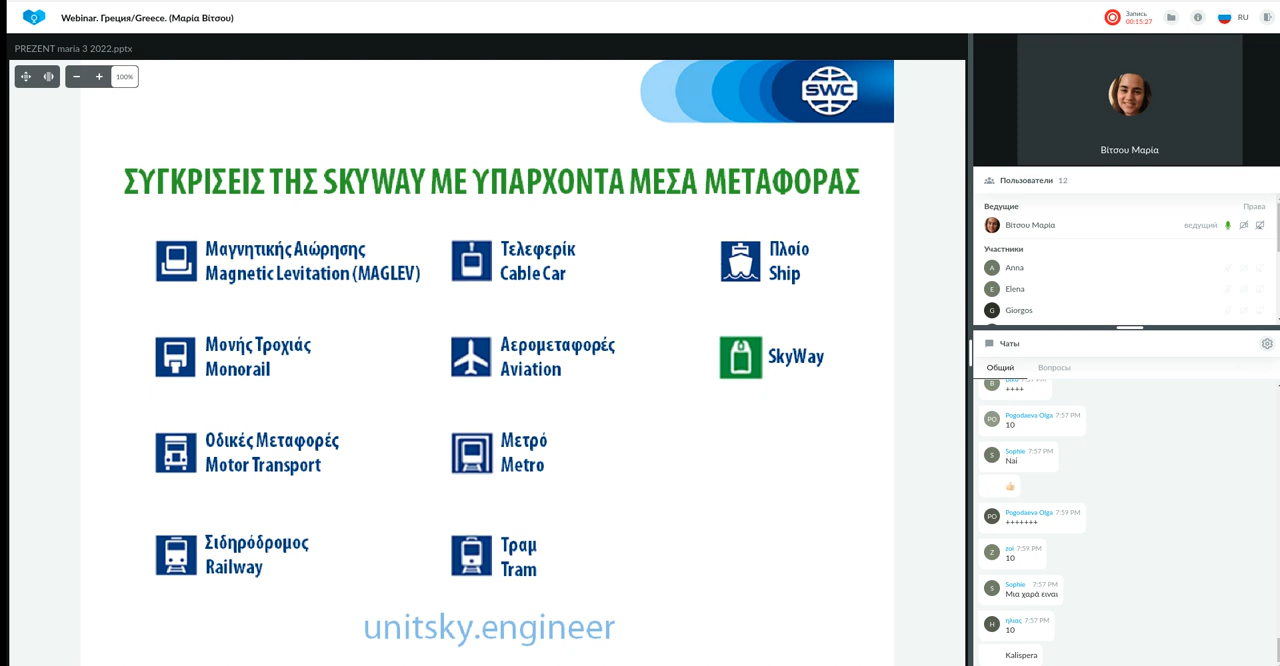 Webinar. Греция/Greece. (Μαρία Βίτσου)
Запись
00:15:27
RU
PREZENT maria 3 2022.pptx
100%
SWC
ΣΥΓΚΡΙΣΕΙΣ ΤΗΣ SKYWAY ΜΕ ΥΠΑΡΧΟΝΤΑ ΜΕΣΑ ΜΕΤΑΦΟΡΑΣ
Μαγνητικής Αιώρησης
Magnetic Levitation (MAGLEV)
Τελεφερίκ
Cable Car
Πλοίο
Ship
Μονής Τροχιάς
Monorail
Αερομεταφορές
Aviation
SkyWay
Οδικές Μεταφορές
Motor Transport
Μετρό
Metro
Σιδηρόδρομος
Railway
Τραμ
Tram
unitsky.engineer
Βίτσου Μαρία
Пользователи 12
Ведущие
Права
Βίτσου Μαρία
ведущий
Участники
A Anna
E Elena
G Giorgos
Чаты
Общий
Вопросы
++++
PO Pogodaeva Olga 7:57 PM
10
S Sophie 7:57 PM
Nai
PO Pogodaeva Olga 7:59 PM
+++++++
Z zoi 7:59 PM
10
S Sophie 7:57 PM
Μια χαρά ειναι
H ηλιας 7:57 PM
10
Kalispera